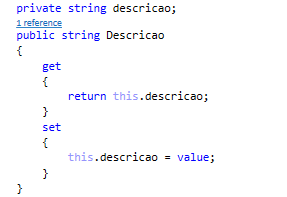 private string descricao;
1 reference
public string Descricao
{
    get
    {
        return this.descricao;
    }
    set
    {
        this.descricao = value;
    }
}